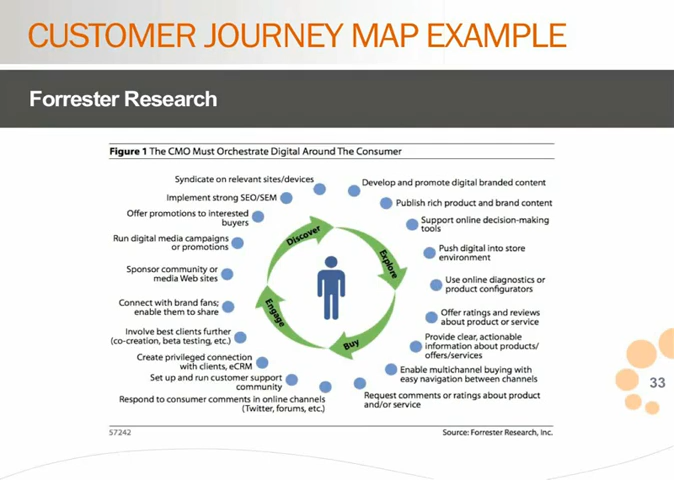 CUSTOMER JOURNEY MAP EXAMPLE
Forrester Research
Figure 1 The CMO Must Orchestrate Digital Around The Consumer
Syndicate on relevant sites/devices
Implement strong SEO/SEM
Offer promotions to interested
buyers
Run digital media campaigns
or promotions
Sponsor community or
media Web sites
Connect with brand fans;
enable them to share
Involve best clients further
(co-creation, beta testing, etc.)
Create privileged connection
with clients, eCRM
Set up and run customer support
community
Respond to consumer comments in online channels
(Twitter, forums, etc.)
Develop and promote digital branded content
Publish rich product and brand content
Support online decision-making
tools
Push digital into store
environment
Use online diagnostics or
product configurators
Offer ratings and reviews
about product or service
Provide clear, actionable
information about products/
offers/services
Enable multichannel buying with
easy navigation between channels
Request comments or ratings about product
and/or service
Discover
Explore
Buy
Engage
33
57242
Source: Forrester Research, Inc.